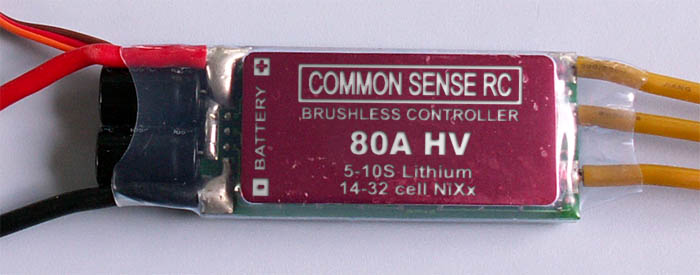 BATTERY
COMMON SENSE RC
BRUSHLESS CONTROLLER
80A HV
5-10S Lithium
14-32 cell NiXx